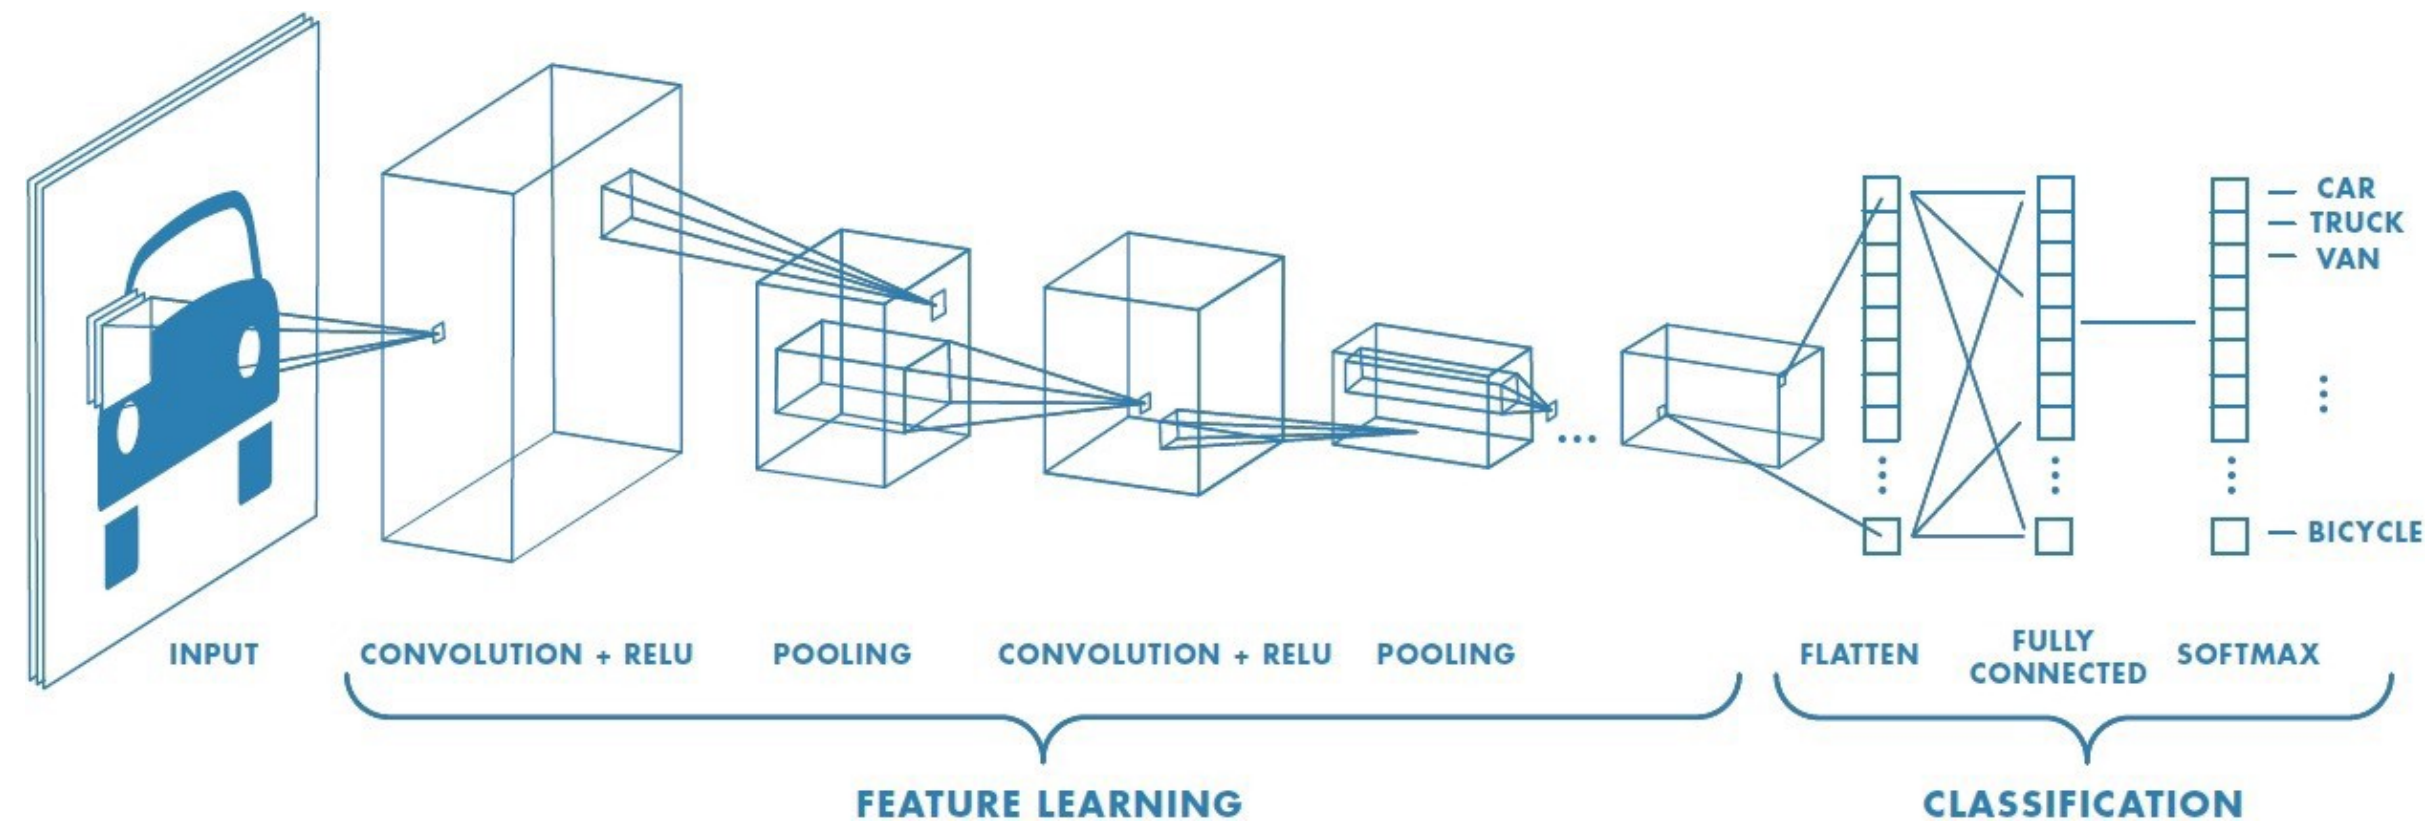 CAR
TRUCK
VAN
BICYCLE
INPUT
CONVOLUTION + RELU
POOLING
CONVOLUTION + RELU
POOLING
FLATTEN
FULLY
CONNECTED
SOFTMAX
FEATURE LEARNING
CLASSIFICATION